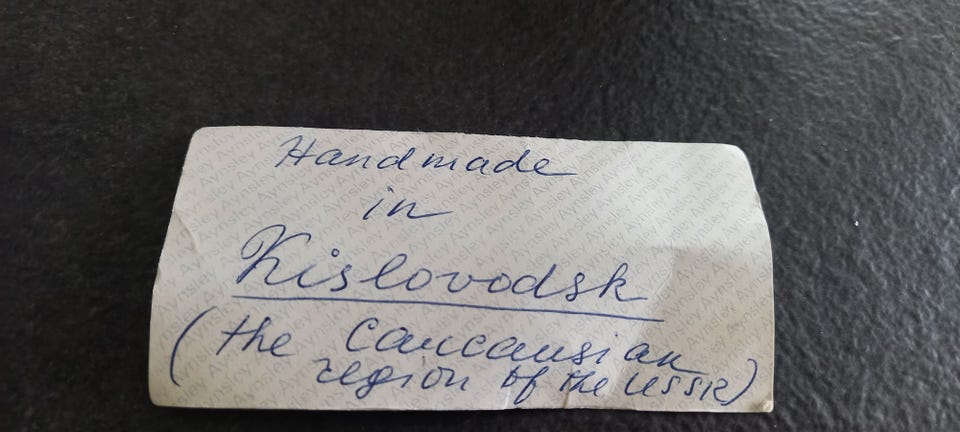 Handmade
in
Kislovodsk
(the Caucausian
region of the USSR)